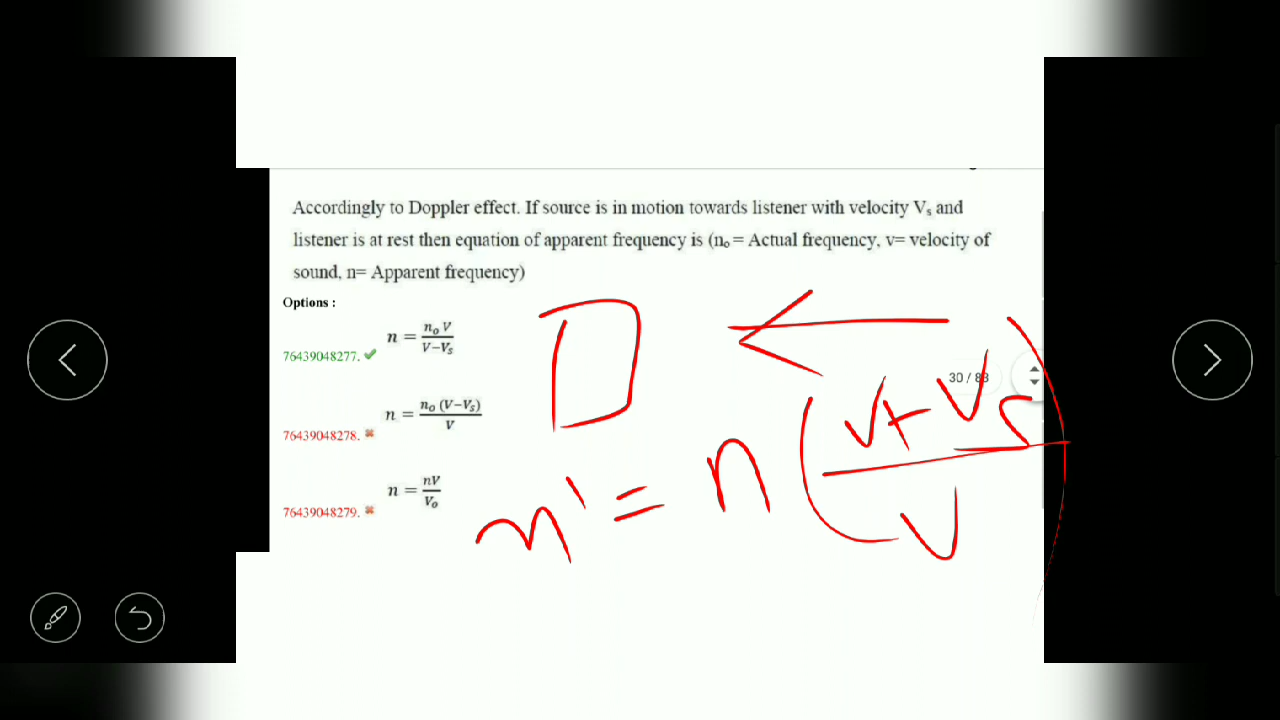 Accordingly to Doppler effect. If source is in motion towards listener with velocity Vₛ and
listener is at rest then equation of apparent frequency is (nₒ = Actual frequency, v= velocity of
sound, n= Apparent frequency)
Options :
n = nₒ V / V−Vₛ
76439048277. ✔
n = nₒ (V−Vₛ) / V
76439048278. ✖
n = nV / Vₒ
76439048279. ✖
30 / 83
n' = n (V+Vs / V)